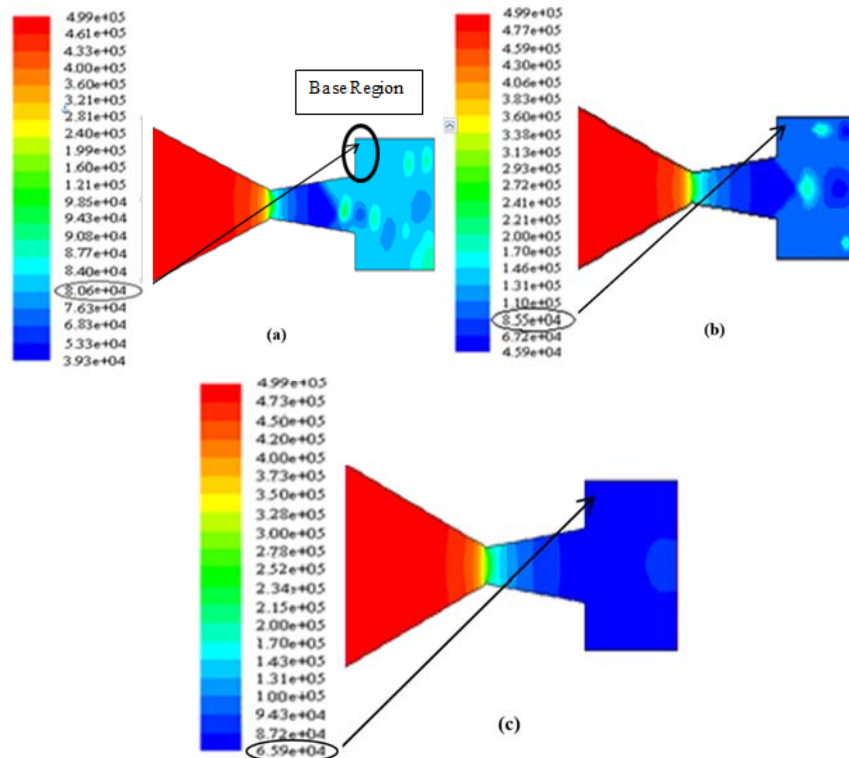 4.99e+05
4.61e+05
4.33e+05
4.00e+05
3.60e+05
3.21e+05
2.81e+05
2.40e+05
1.99e+05
1.60e+05
1.21e+05
9.85e+04
9.43e+04
9.08e+04
8.77e+04
8.40e+04
8.06e+04
7.63e+04
6.83e+04
5.33e+04
3.93e+04
Base Region
(a)
4.99e+05
4.77e+05
4.59e+05
4.30e+05
4.06e+05
3.83e+05
3.60e+05
3.38e+05
3.13e+05
2.93e+05
2.72e+05
2.41e+05
2.11e+05
2.00e+05
1.70e+05
1.46e+05
1.31e+05
1.10e+05
8.55e+04
6.72e+04
4.59e+04
(b)
4.99e+05
4.73e+05
4.50e+05
4.20e+05
3.73e+05
3.50e+05
3.28e+05
3.00e+05
2.78e+05
2.52e+05
2.34e+05
2.15e+05
2.00e+05
1.70e+05
1.43e+05
1.31e+05
1.00e+05
9.43e+04
8.72e+04
6.59e+04
(c)